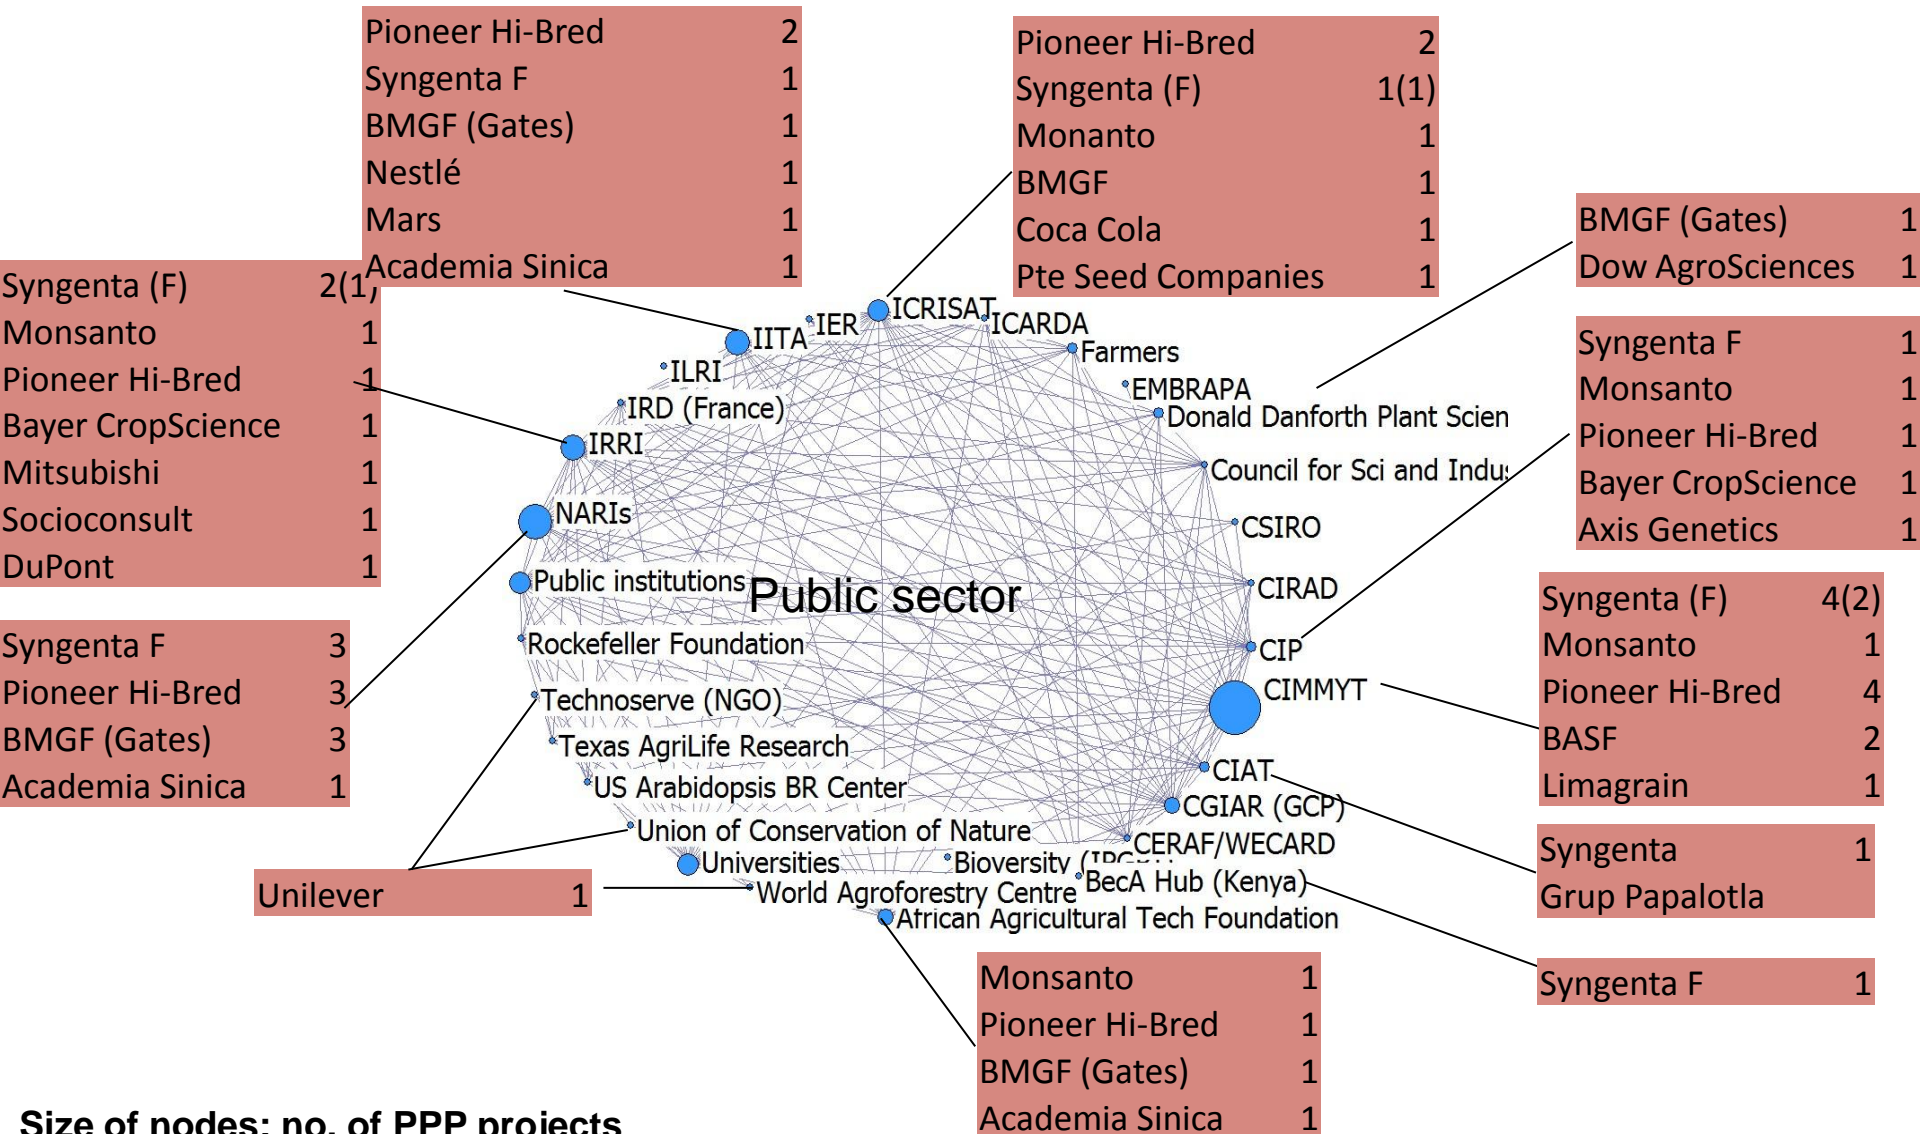 Pioneer Hi-Bred 2
Syngenta F 1
BMGF (Gates) 1
Nestlé 1
Mars 1
Academia Sinica 1
Pioneer Hi-Bred 2
Syngenta (F) 1(1)
Monanto 1
BMGF 1
Coca Cola 1
Pte Seed Companies 1
BMGF (Gates) 1
Dow AgroSciences 1
Syngenta (F) 2(1)
Monsanto 1
Pioneer Hi-Bred 1
Bayer CropScience 1
Mitsubishi 1
Socioconsult 1
DuPont 1
Syngenta F 1
Monsanto 1
Pioneer Hi-Bred 1
Bayer CropScience 1
Axis Genetics 1
Syngenta F 3
Pioneer Hi-Bred 3
BMGF (Gates) 3
Academia Sinica 1
Syngenta (F) 4(2)
Monsanto 1
Pioneer Hi-Bred 4
BASF 2
Limagrain 1
Syngenta 1
Grup Papalotla
Syngenta F 1
Unilever 1
Monsanto 1
Pioneer Hi-Bred 1
BMGF (Gates) 1
Academia Sinica 1
ICRISAT
ICARDA
Farmers
EMBRAPA
Donald Danforth Plant Scien
Council for Sci and Indus
CSIRO
CIRAD
CIP
CIMMYT
CIAT
CGIAR (GCP)
CERAF/WECARD
BecA Hub (Kenya)
Bioversity
African Agricultural Tech Foundation
World Agroforestry Centre
Universities
Union of Conservation of Nature
US Arabidopsis BR Center
Texas AgriLife Research
Technoserve (NGO)
Rockefeller Foundation
Public institutions
NARIs
IRRI
IRD (France)
ILRI
IITA
IER
Public sector
Size of nodes: no. of PPP projects